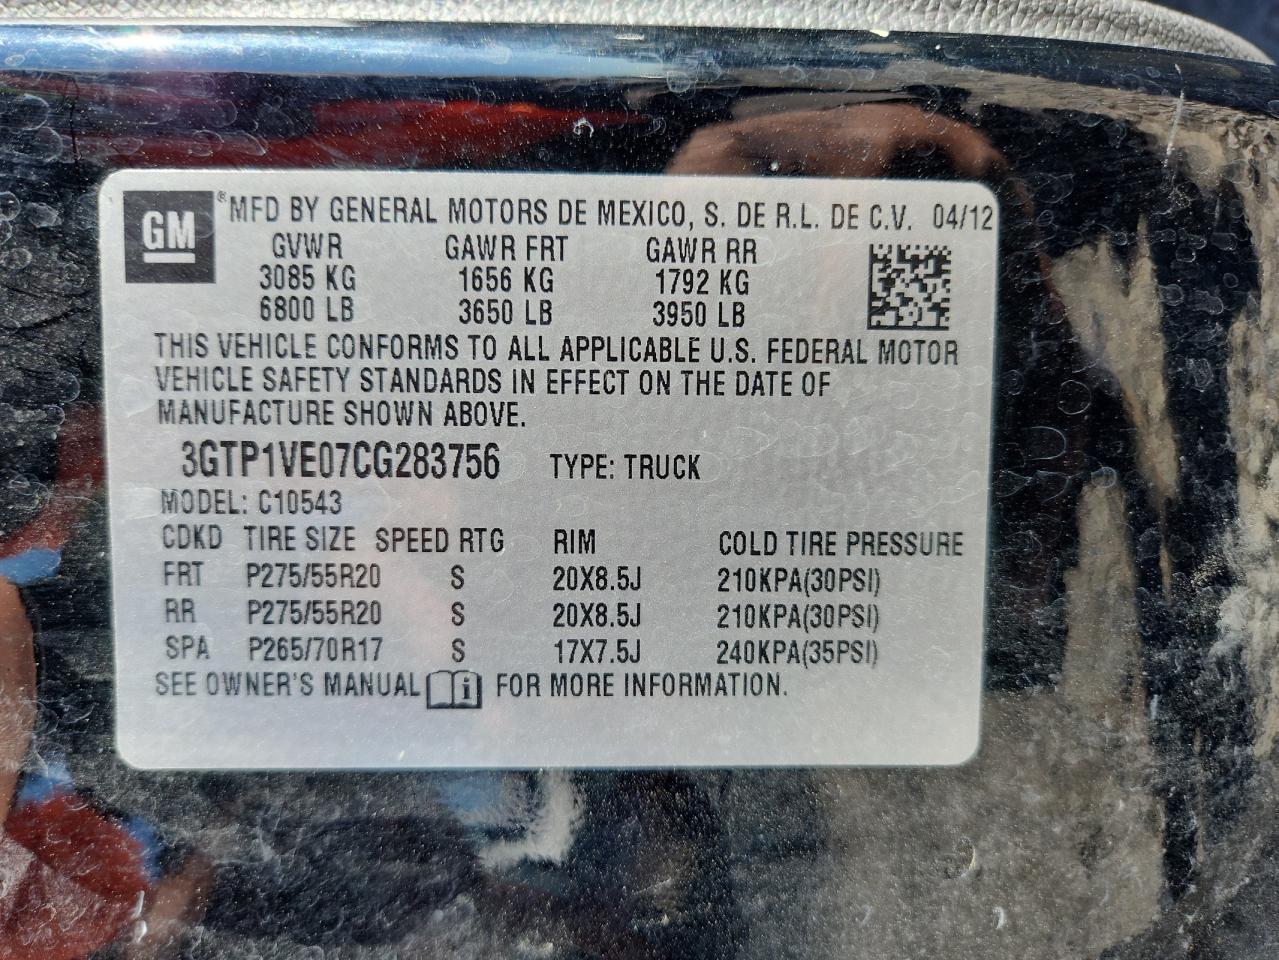 GM
®MFD BY GENERAL MOTORS DE MEXICO, S. DE R.L. DE C.V. 04/12
GVWR GAWR FRT GAWR RR
3085 KG 1656 KG 1792 KG
6800 LB 3650 LB 3950 LB
THIS VEHICLE CONFORMS TO ALL APPLICABLE U.S. FEDERAL MOTOR
VEHICLE SAFETY STANDARDS IN EFFECT ON THE DATE OF
MANUFACTURE SHOWN ABOVE.
3GTP1VE07CG283756 TYPE: TRUCK
MODEL: C10543
CDKD TIRE SIZE SPEED RTG RIM COLD TIRE PRESSURE
FRT P275/55R20 S 20X8.5J 210KPA(30PSI)
RR P275/55R20 S 20X8.5J 210KPA(30PSI)
SPA P265/70R17 S 17X7.5J 240KPA(35PSI)
SEE OWNER'S MANUAL i FOR MORE INFORMATION.